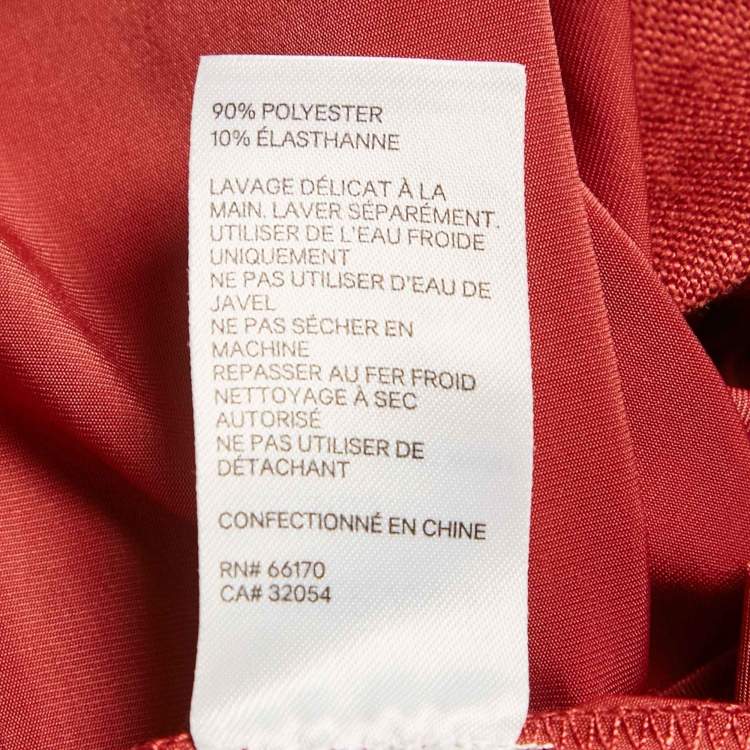 90% POLYESTER
10% ÉLASTHANNE
LAVAGE DÉLICAT À LA
MAIN. LAVER SÉPARÉMENT.
UTILISER DE L'EAU FROIDE
UNIQUEMENT
NE PAS UTILISER D'EAU DE
JAVEL
NE PAS SÉCHER EN
MACHINE
REPASSER AU FER FROID
NETTOYAGE À SEC
AUTORISÉ
NE PAS UTILISER DE
DÉTACHANT
CONFECTIONNÉ EN CHINE
RN# 66170
CA# 32054